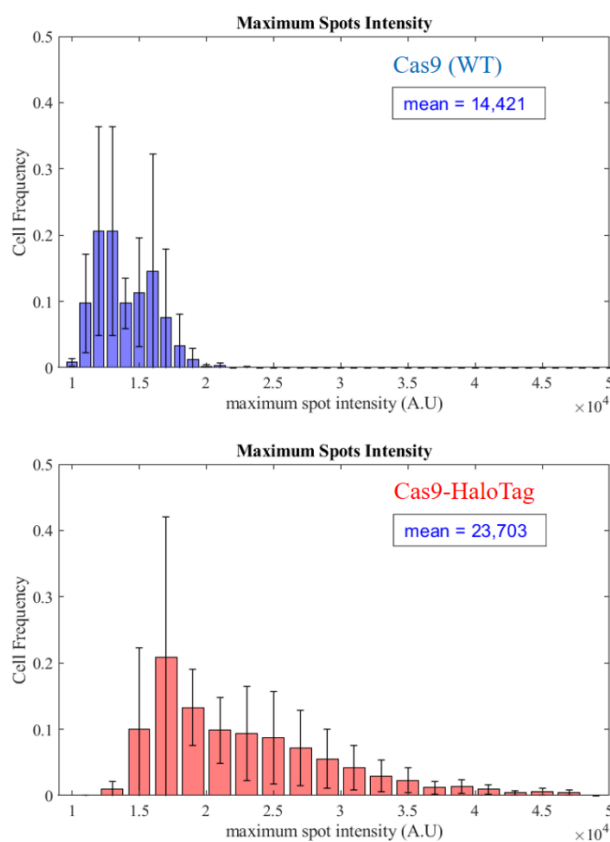 Maximum Spots Intensity
Cas9 (WT)
mean = 14,421
Cell Frequency
0.5
0.4
0.3
0.2
0.1
0
1 1.5 2 2.5 3 3.5 4 4.5 5
×10⁴
maximum spot intensity (A.U)
Maximum Spots Intensity
Cas9-HaloTag
mean = 23,703
Cell Frequency
0.5
0.4
0.3
0.2
0.1
0
1 1.5 2 2.5 3 3.5 4 4.5 5
×10⁴
maximum spot intensity (A.U)